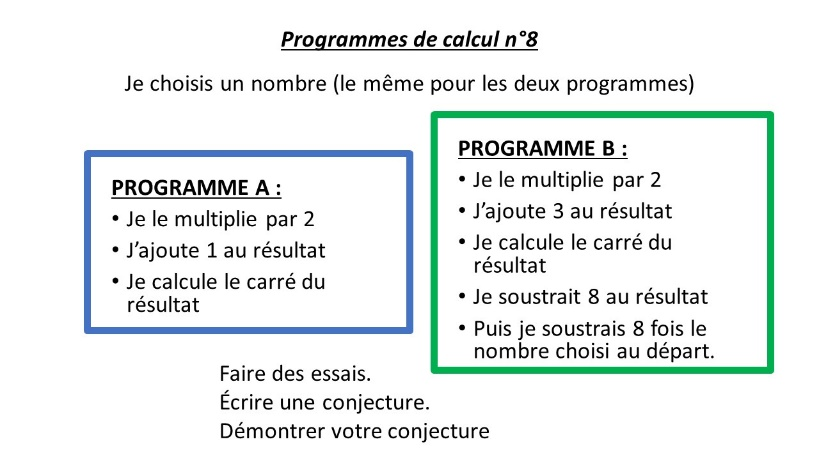 Programmes de calcul n°8
Je choisis un nombre (le même pour les deux programmes)
PROGRAMME A :
• Je le multiplie par 2
• J’ajoute 1 au résultat
• Je calcule le carré du
résultat
PROGRAMME B :
• Je le multiplie par 2
• J’ajoute 3 au résultat
• Je calcule le carré du
résultat
• Je soustrait 8 au résultat
• Puis je soustrais 8 fois le
nombre choisi au départ.
Faire des essais.
Écrire une conjecture.
Démontrer votre conjecture